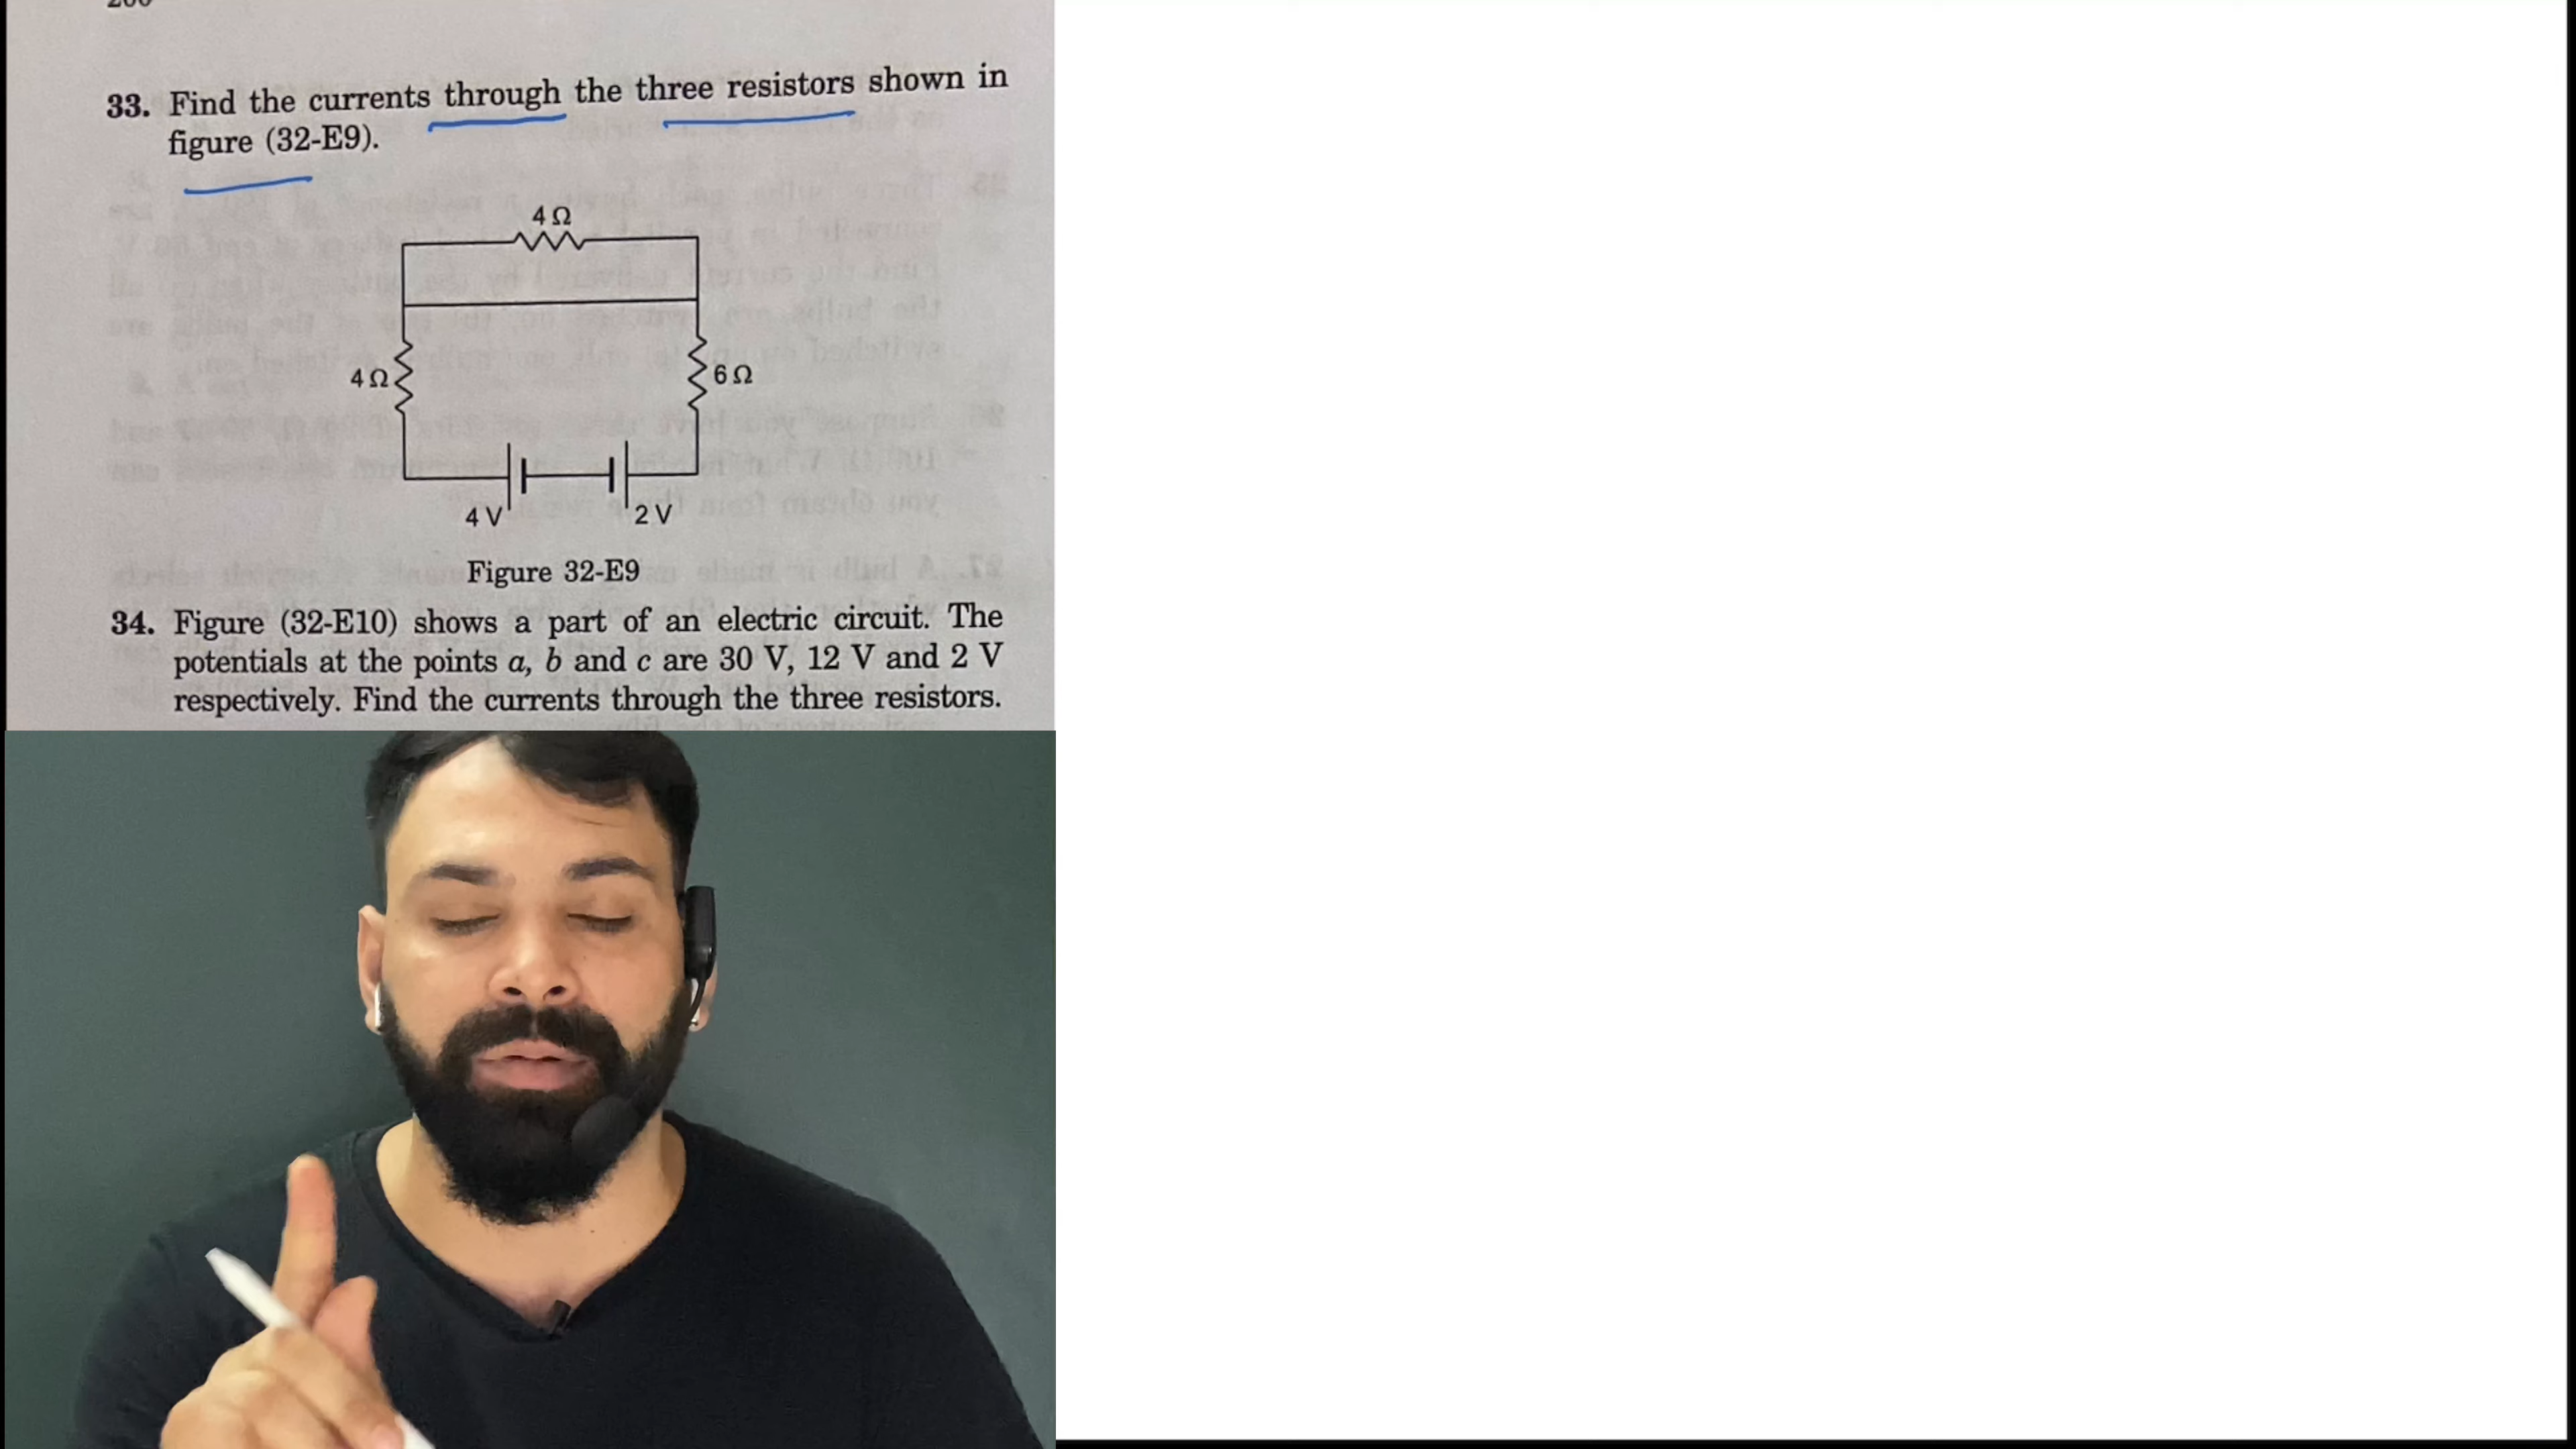 33. Find the currents through the three resistors shown in
figure (32-E9).
4 Ω
4 Ω
6 Ω
4 V
2 V
Figure 32-E9
34. Figure (32-E10) shows a part of an electric circuit. The
potentials at the points a, b and c are 30 V, 12 V and 2 V
respectively. Find the currents through the three resistors.